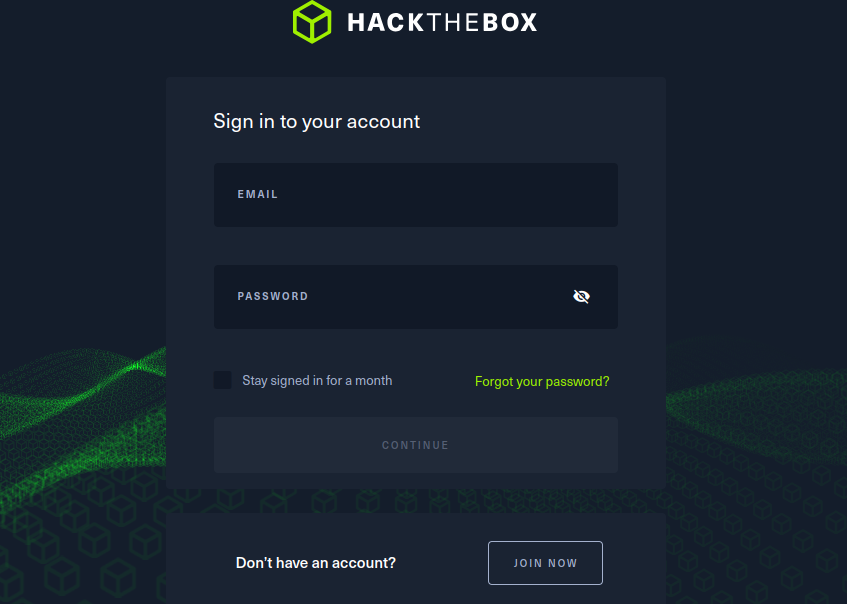 HACKTHEBOX
Sign in to your account
EMAIL
PASSWORD
Stay signed in for a month
Forgot your password?
CONTINUE
Don't have an account?
JOIN NOW